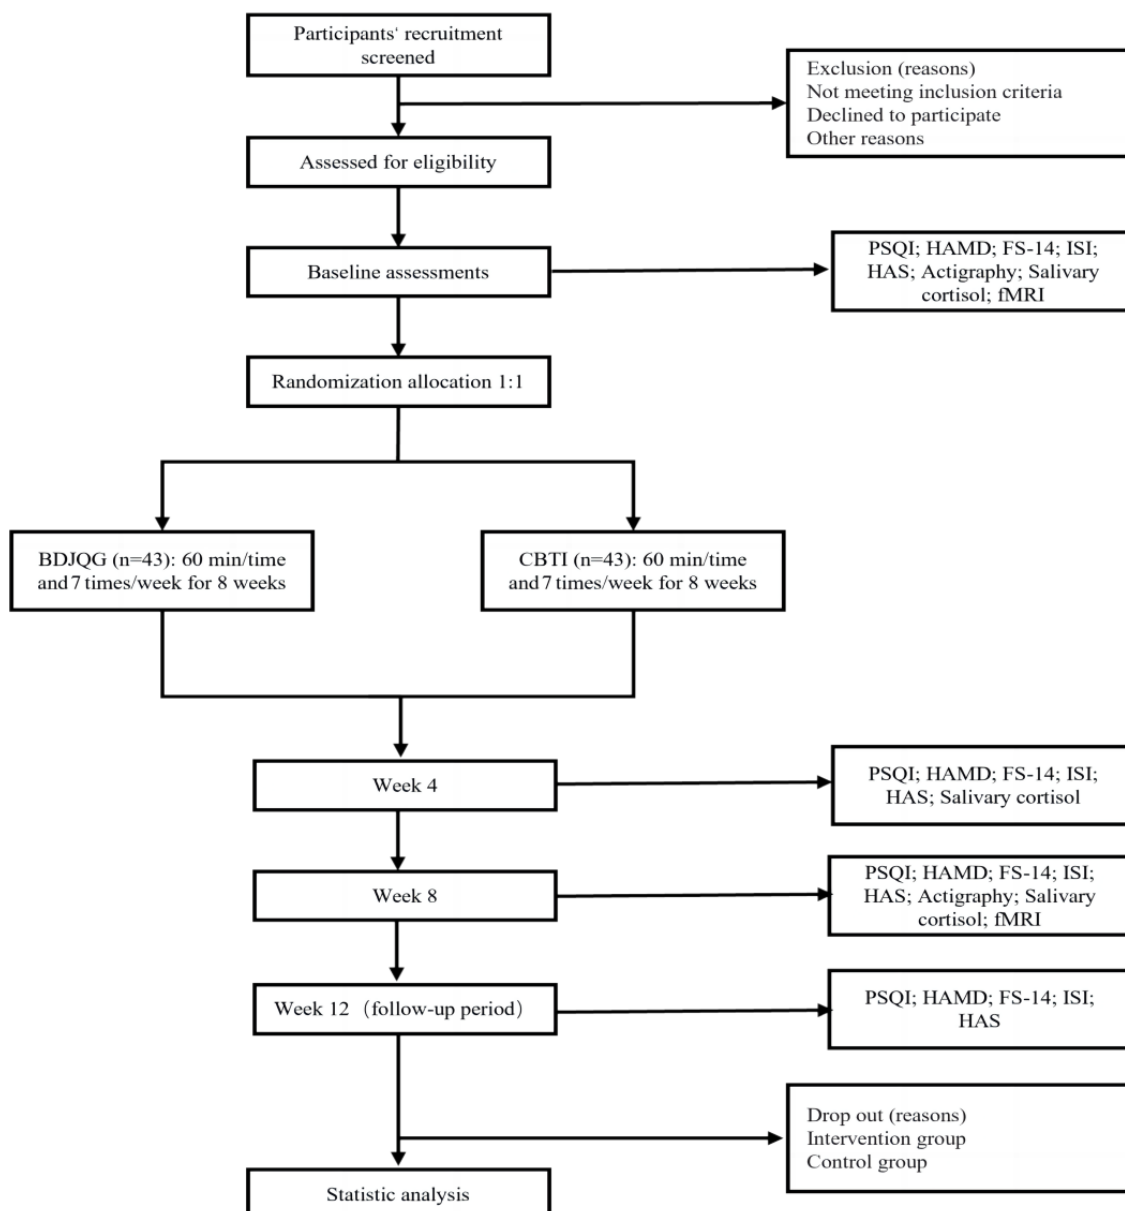 Participants' recruitment
screened
Exclusion (reasons)
Not meeting inclusion criteria
Declined to participate
Other reasons
Assessed for eligibility
Baseline assessments
PSQI; HAMD; FS-14; ISI;
HAS; Actigraphy; Salivary
cortisol; fMRI
Randomization allocation 1:1
BDJQG (n=43): 60 min/time
and 7 times/week for 8 weeks
CBTI (n=43): 60 min/time
and 7 times/week for 8 weeks
Week 4
PSQI; HAMD; FS-14; ISI;
HAS; Salivary cortisol
Week 8
PSQI; HAMD; FS-14; ISI;
HAS; Actigraphy; Salivary
cortisol; fMRI
Week 12（follow-up period）
PSQI; HAMD; FS-14; ISI;
HAS
Drop out (reasons)
Intervention group
Control group
Statistic analysis